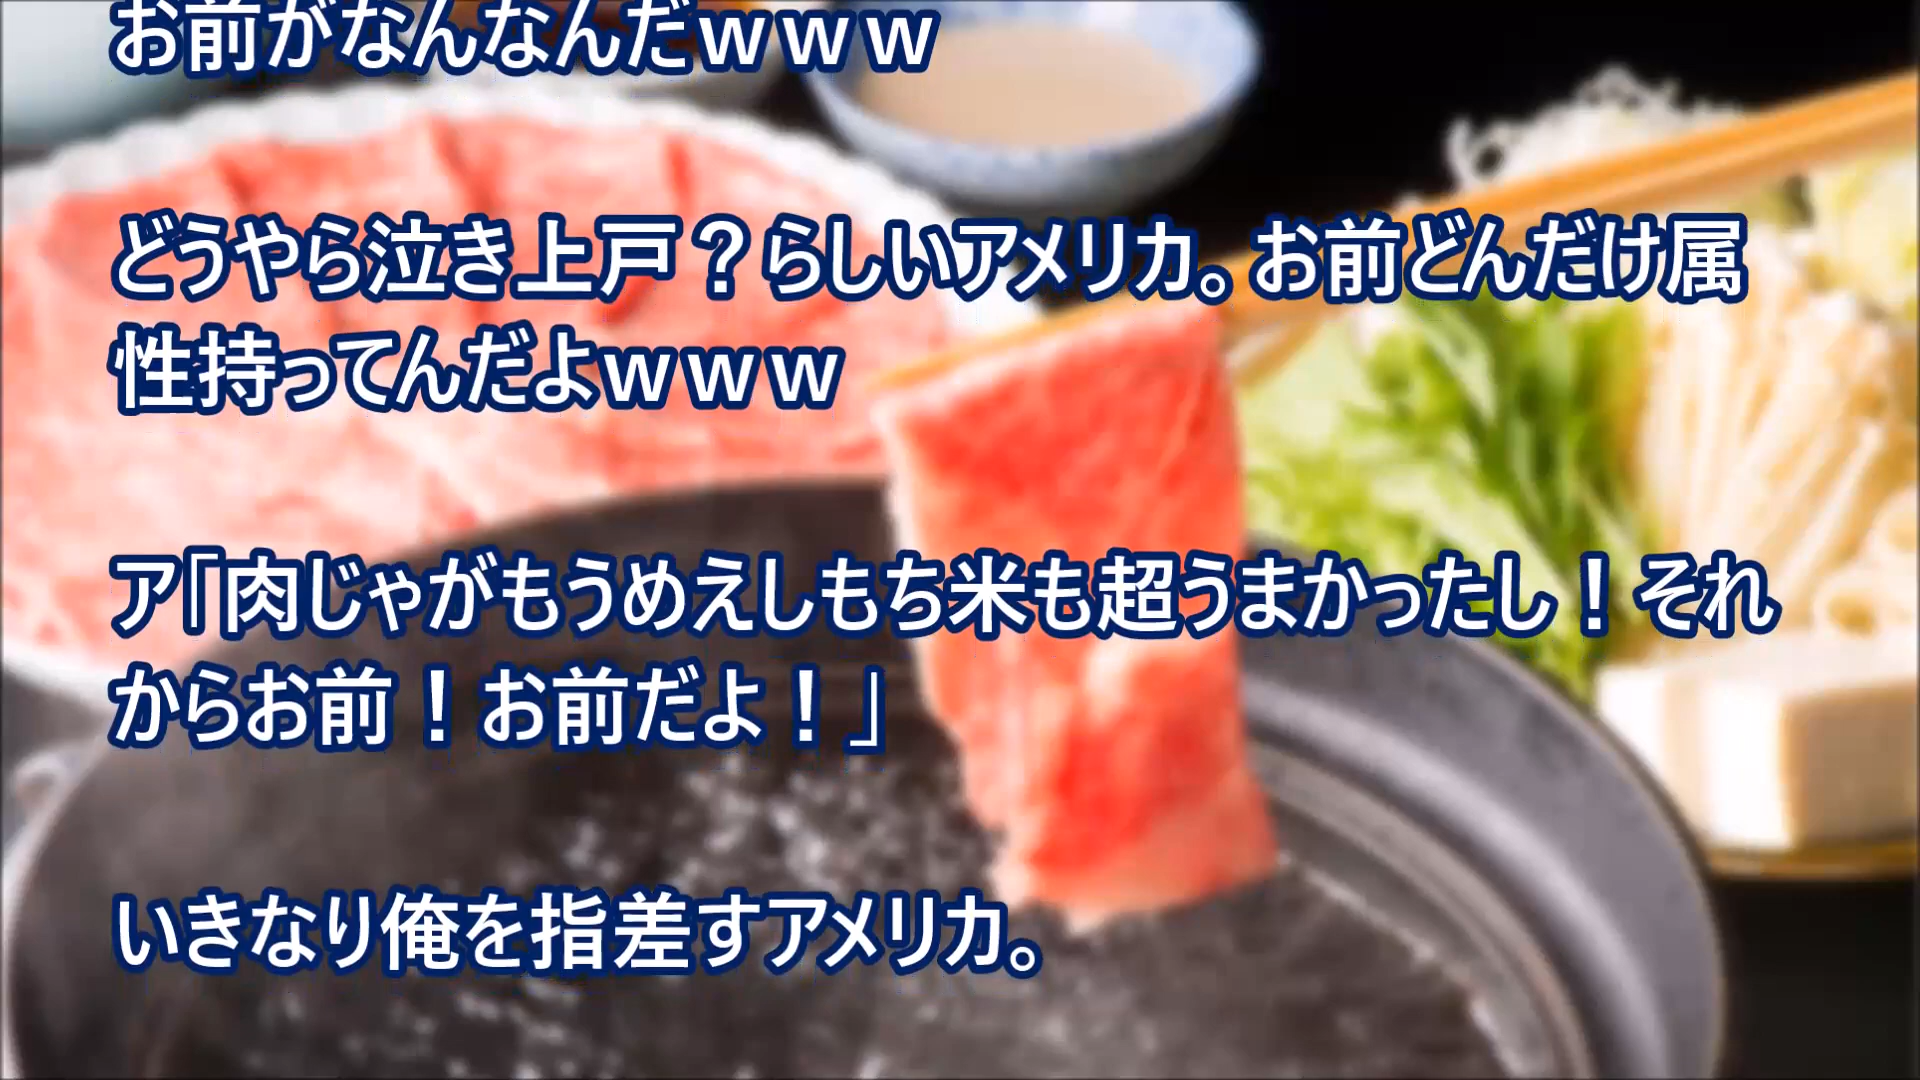 お前がなんなんだｗｗｗ
どうやら泣き上戸？らしいアメリカ。お前どんだけ属
性持ってんだよｗｗｗ
ア「肉じゃがもうめえしもち米も超うまかったし！それ
からお前！お前だよ！」
いきなり俺を指差すアメリカ。